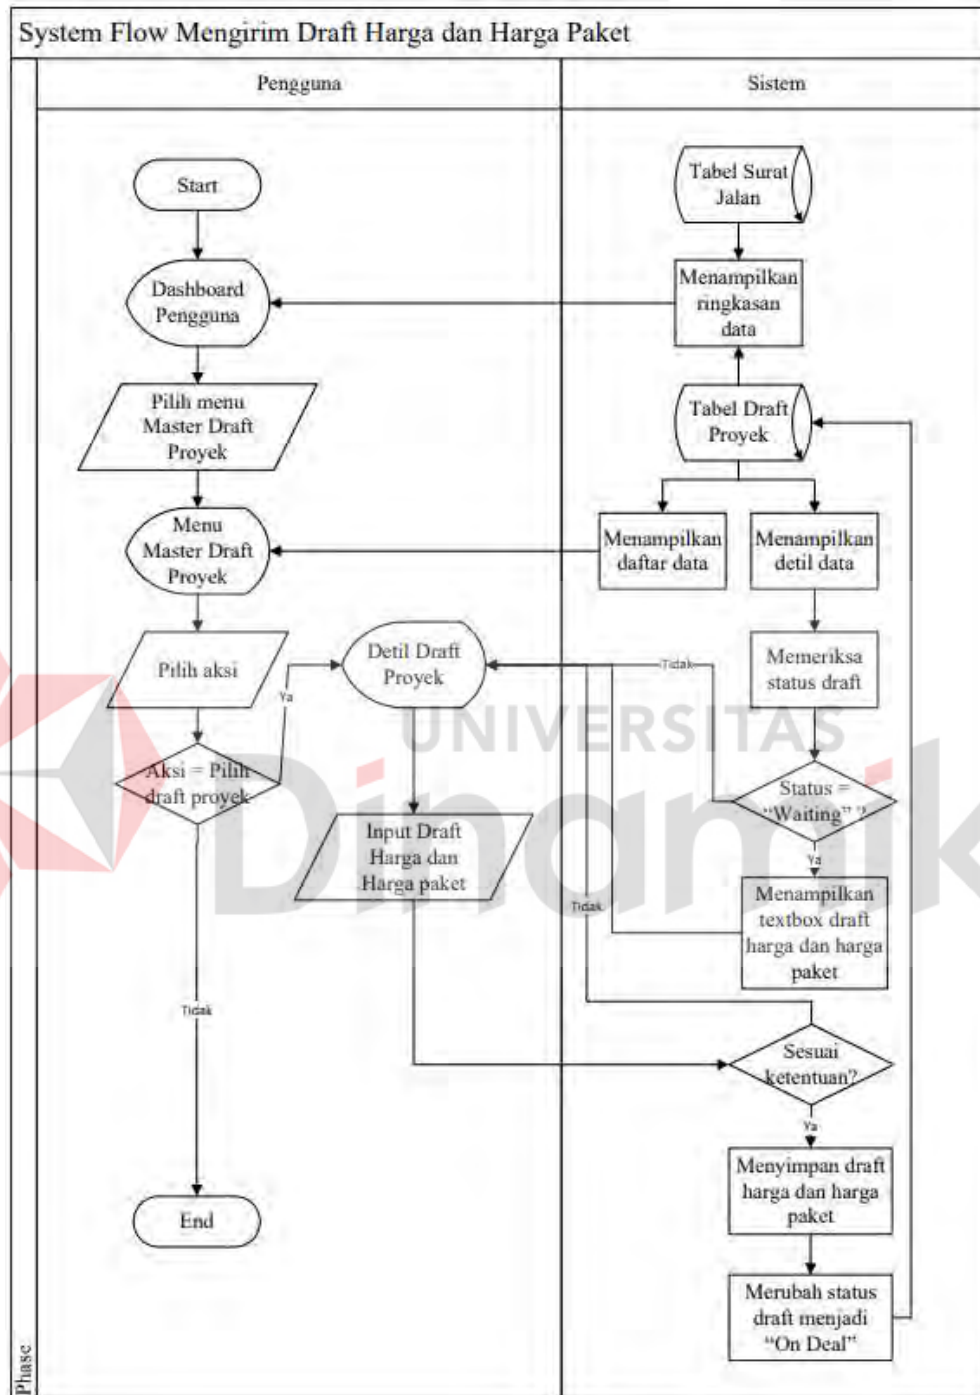 System Flow Mengirim Draft Harga dan Harga Paket
Pengguna
Sistem
Start
Tabel Surat
Jalan
Dashboard
Pengguna
Menampilkan
ringkasan
data
Pilih menu
Master Draft
Proyek
Tabel Draft
Proyek
Menu
Master Draft
Proyek
Menampilkan
daftar data
Menampilkan
detil data
Pilih aksi
Detil Draft
Proyek
Tidak
Memeriksa
status draft
Ya
UNIVERSITAS
Dinamik
Aksi = Pilih
draft proyek
Status =
“Waiting” ?
Input Draft
Harga dan
Harga paket
Ya
Menampilkan
textbox draft
harga dan harga
paket
Tidak
Tidak
Sesuai
ketentuan?
Ya
Menyimpan draft
harga dan harga
paket
End
Merubah status
draft menjadi
“On Deal”
Phase